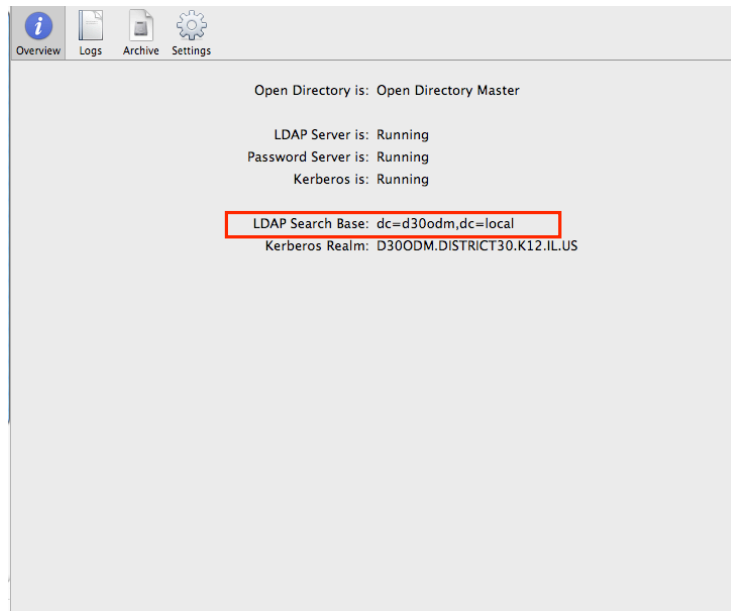 Overview Logs Archive Settings
Open Directory is: Open Directory Master
LDAP Server is: Running
Password Server is: Running
Kerberos is: Running
LDAP Search Base: dc=d30odm,dc=local
Kerberos Realm: D30ODM.DISTRICT30.K12.IL.US